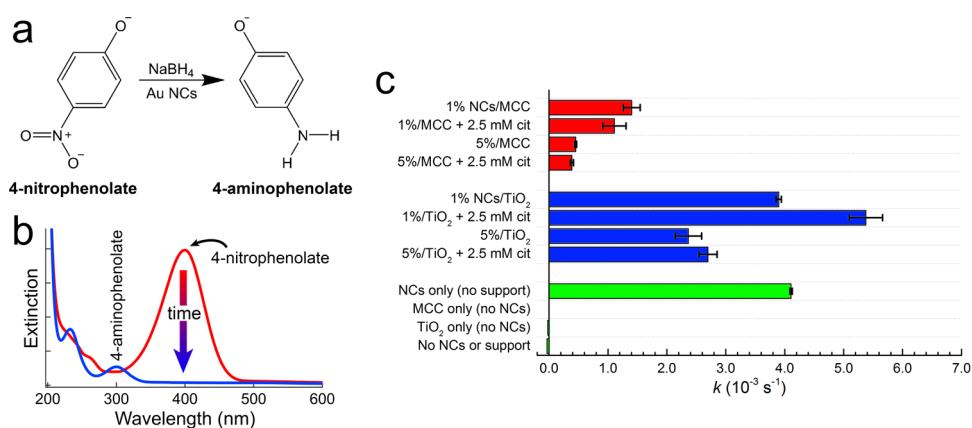 a
O⁻
NaBH₄
Au NCs
O⁻
O
N⁺
O⁻
N
H
H
4-nitrophenolate
4-aminophenolate
b
Extinction
4-aminophenolate
4-nitrophenolate
time
200
300
400
500
600
Wavelength (nm)
c
1% NCs/MCC
1%/MCC + 2.5 mM cit
5%/MCC
5%/MCC + 2.5 mM cit
1% NCs/TiO₂
1%/TiO₂ + 2.5 mM cit
5%/TiO₂
5%/TiO₂ + 2.5 mM cit
NCs only (no support)
MCC only (no NCs)
TiO₂ only (no NCs)
No NCs or support
0.0
1.0
2.0
3.0
4.0
5.0
6.0
7.0
k (10⁻³ s⁻¹)